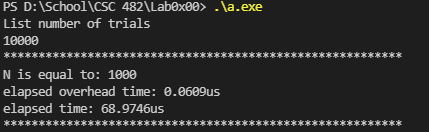 PS D:\School\CSC 482\Lab0x00> .\a.exe
List number of trials
10000
*********************************************************
N is equal to: 1000
elapsed overhead time: 0.0609us
elapsed time: 68.9746us
*********************************************************